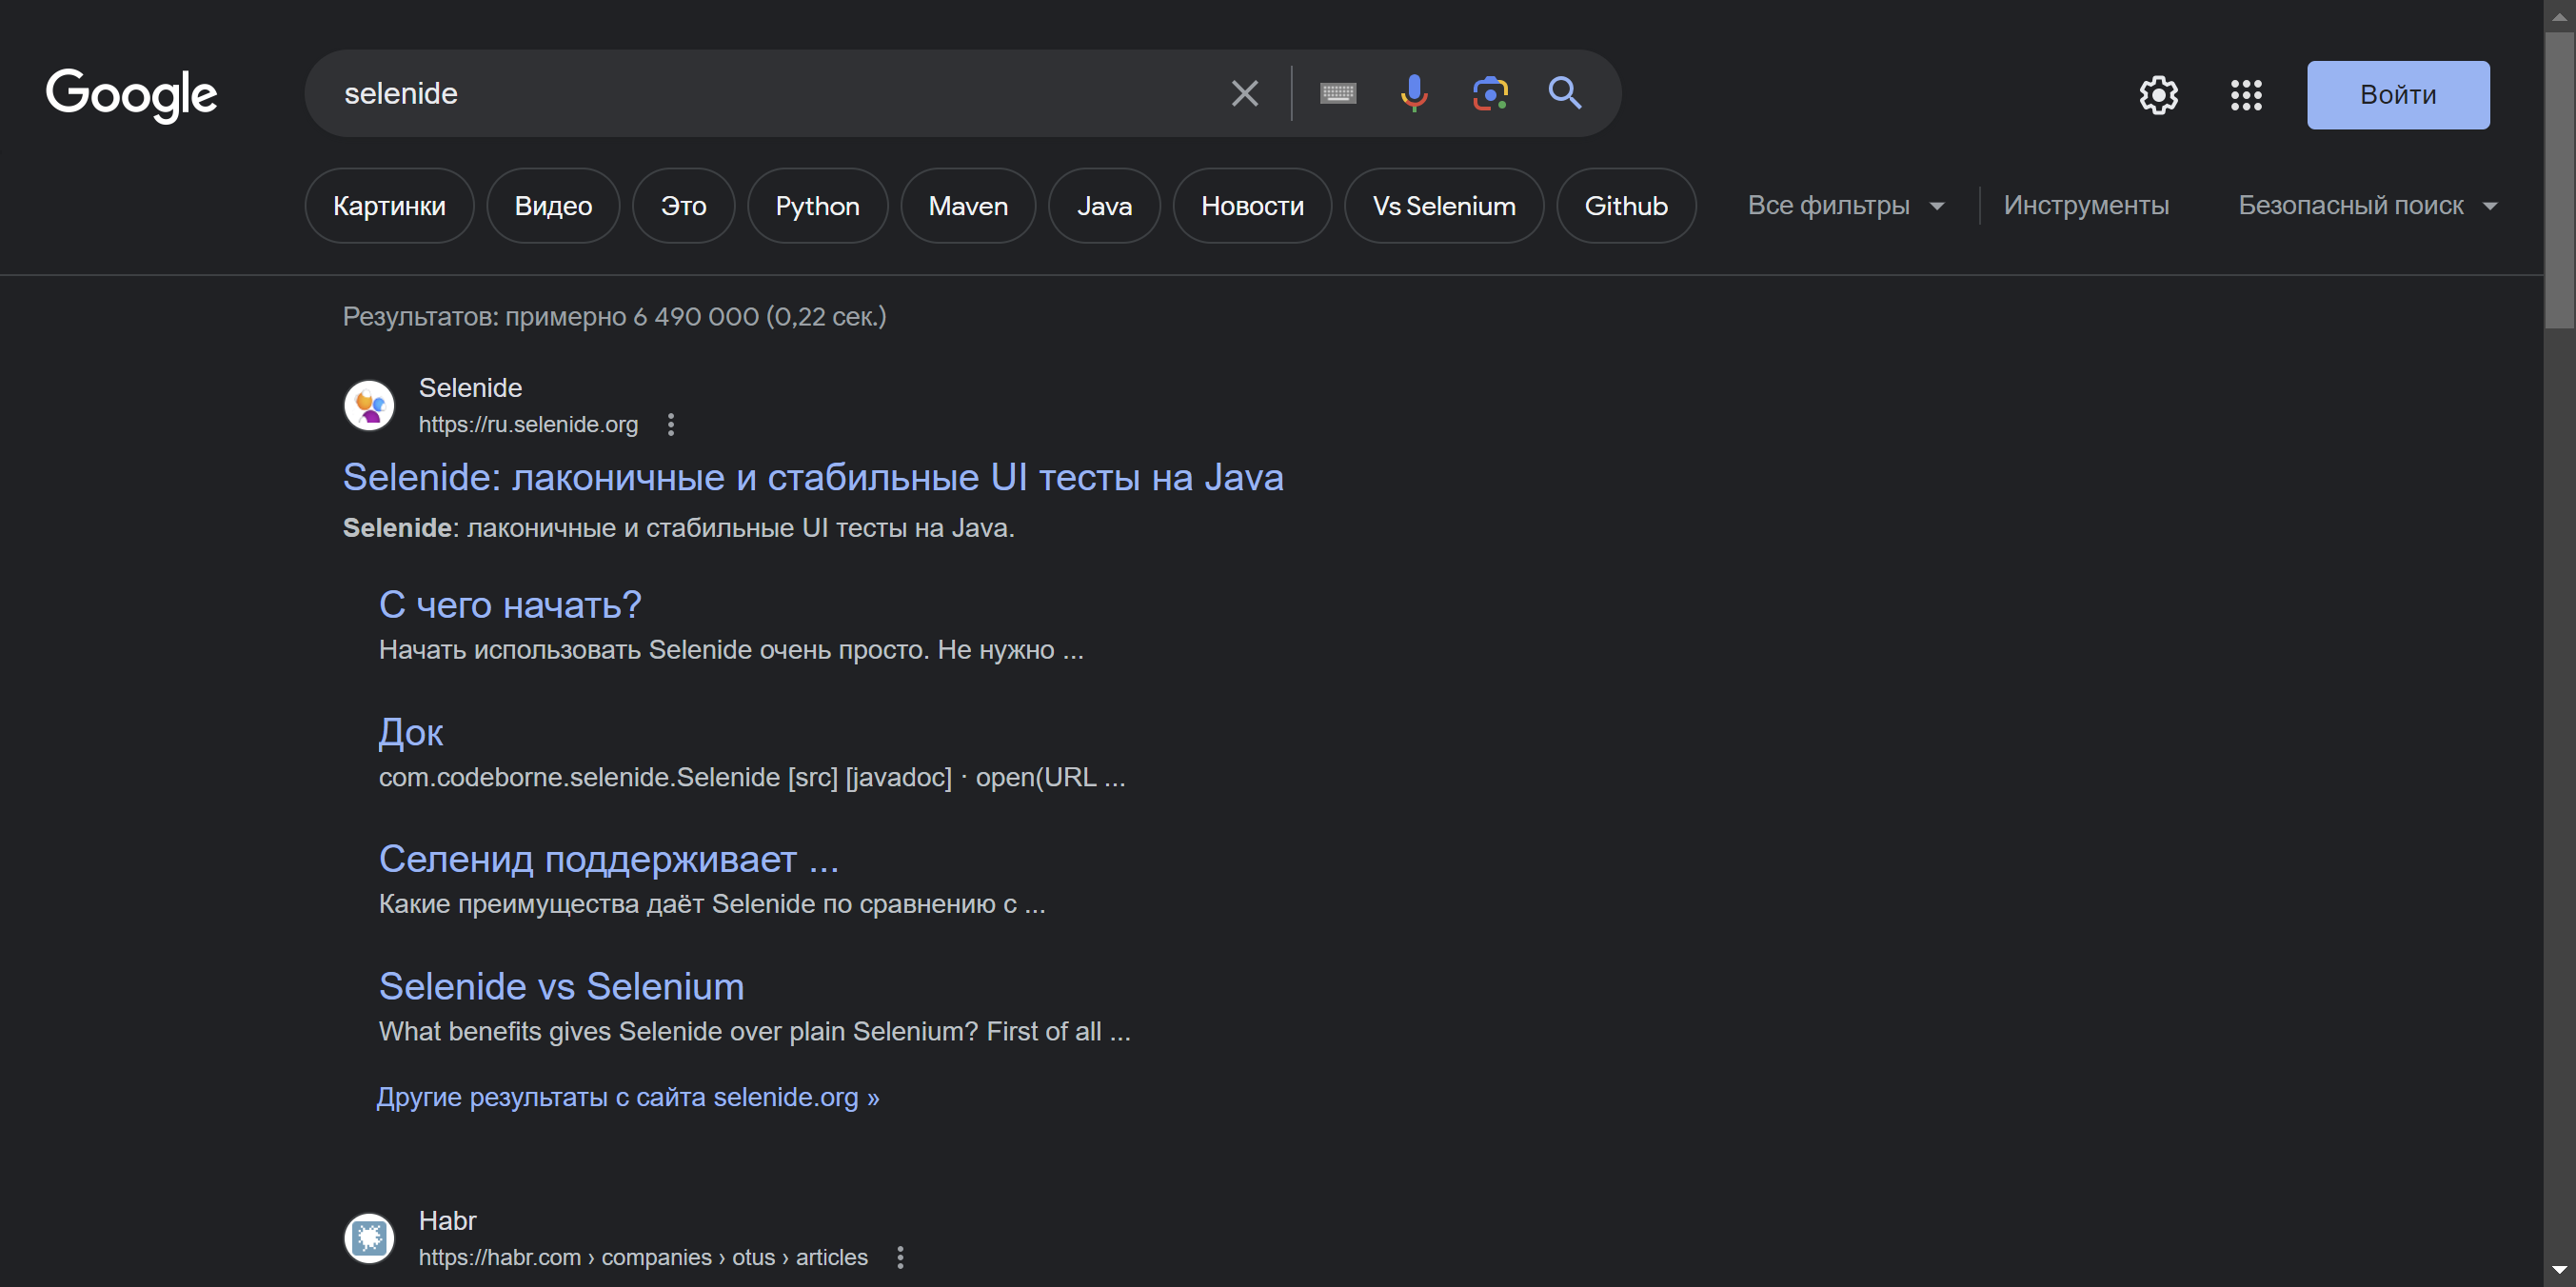 Google
selenide
Войти
Картинки
Видео
Это
Python
Maven
Java
Новости
Vs Selenium
Github
Все фильтры
Инструменты
Безопасный поиск
Результатов: примерно 6 490 000 (0,22 сек.)
Selenide
https://ru.selenide.org
Selenide: лаконичные и стабильные UI тесты на Java
Selenide: лаконичные и стабильные UI тесты на Java.
С чего начать?
Начать использовать Selenide очень просто. Не нужно ...
Док
com.codeborne.selenide.Selenide [src] [javadoc] · open(URL ...
Селенид поддерживает ...
Какие преимущества даёт Selenide по сравнению с ...
Selenide vs Selenium
What benefits gives Selenide over plain Selenium? First of all ...
Другие результаты с сайта selenide.org »
Habr
https://habr.com › companies › otus › articles